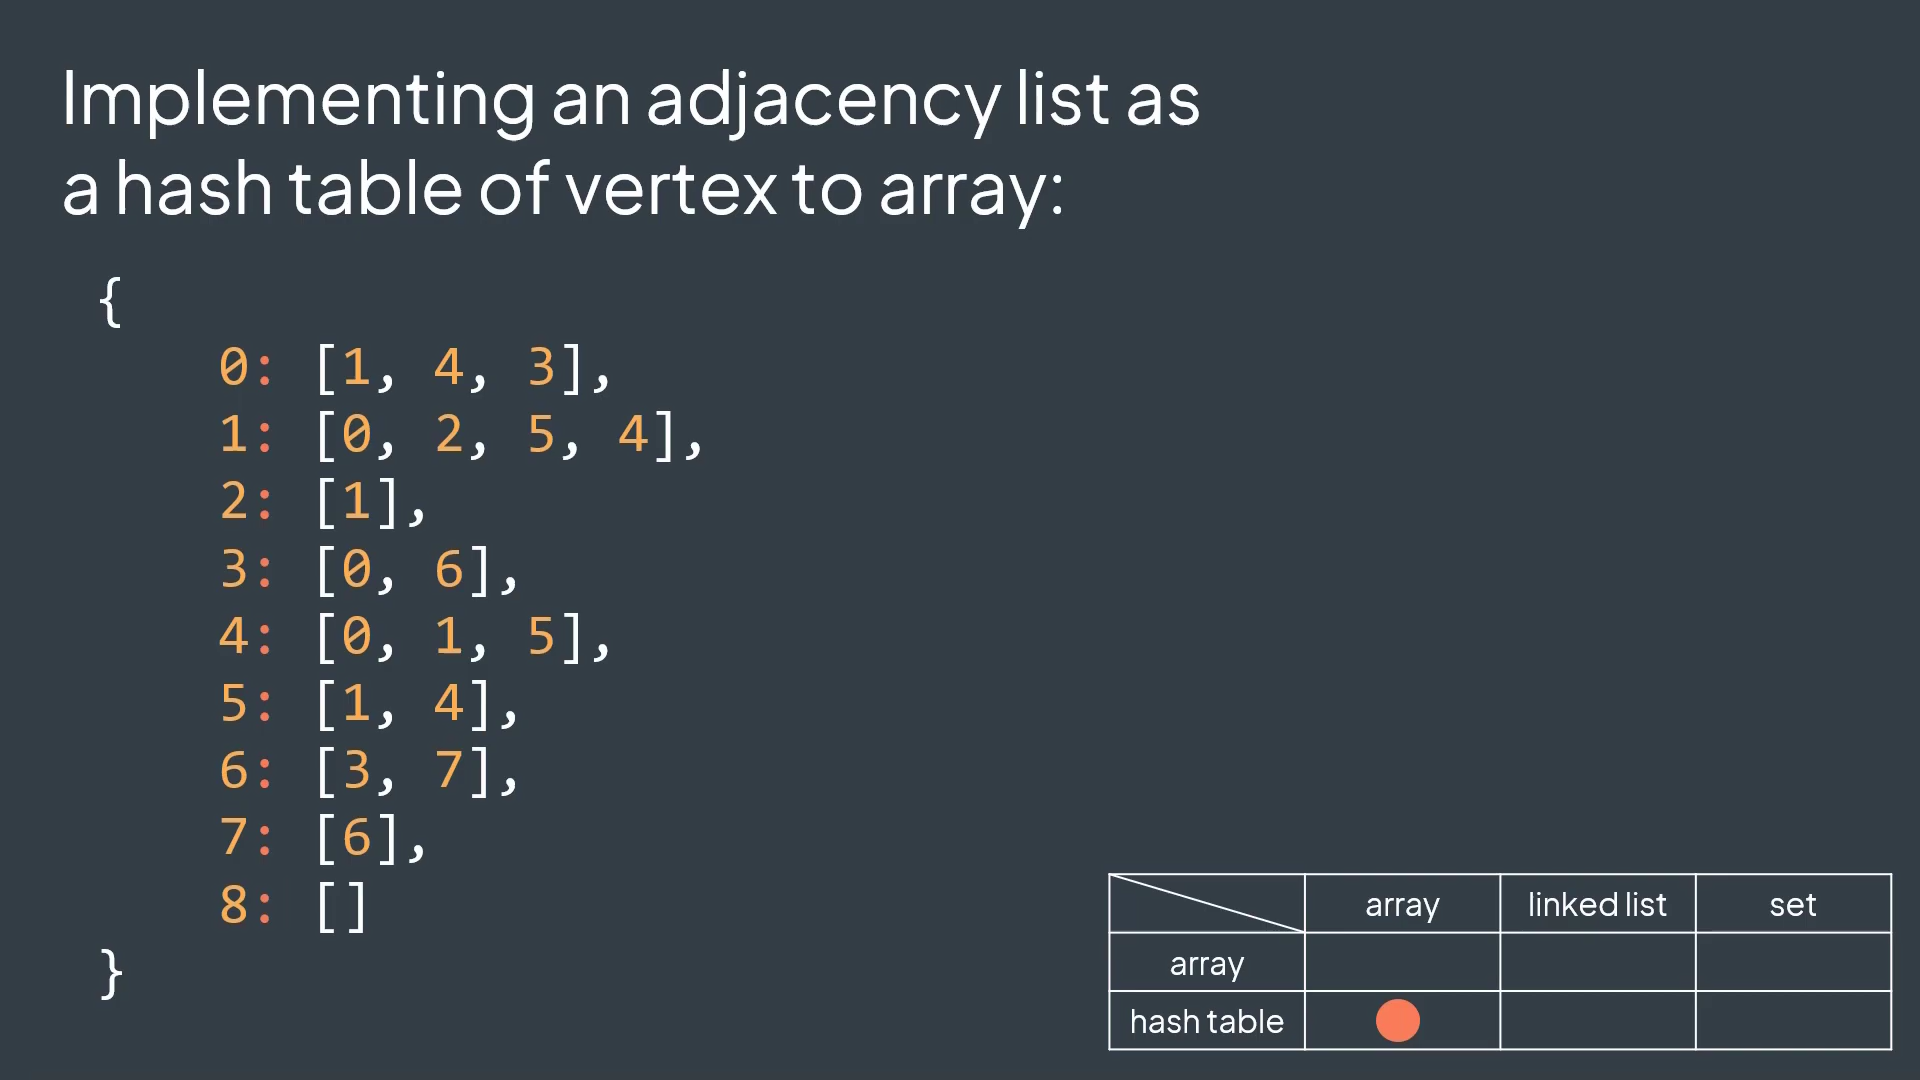 Implementing an adjacency list as
a hash table of vertex to array:
{
0: [1, 4, 3],
1: [0, 2, 5, 4],
2: [1],
3: [0, 6],
4: [0, 1, 5],
5: [1, 4],
6: [3, 7],
7: [6],
8: []
}
array linked list set
array
hash table